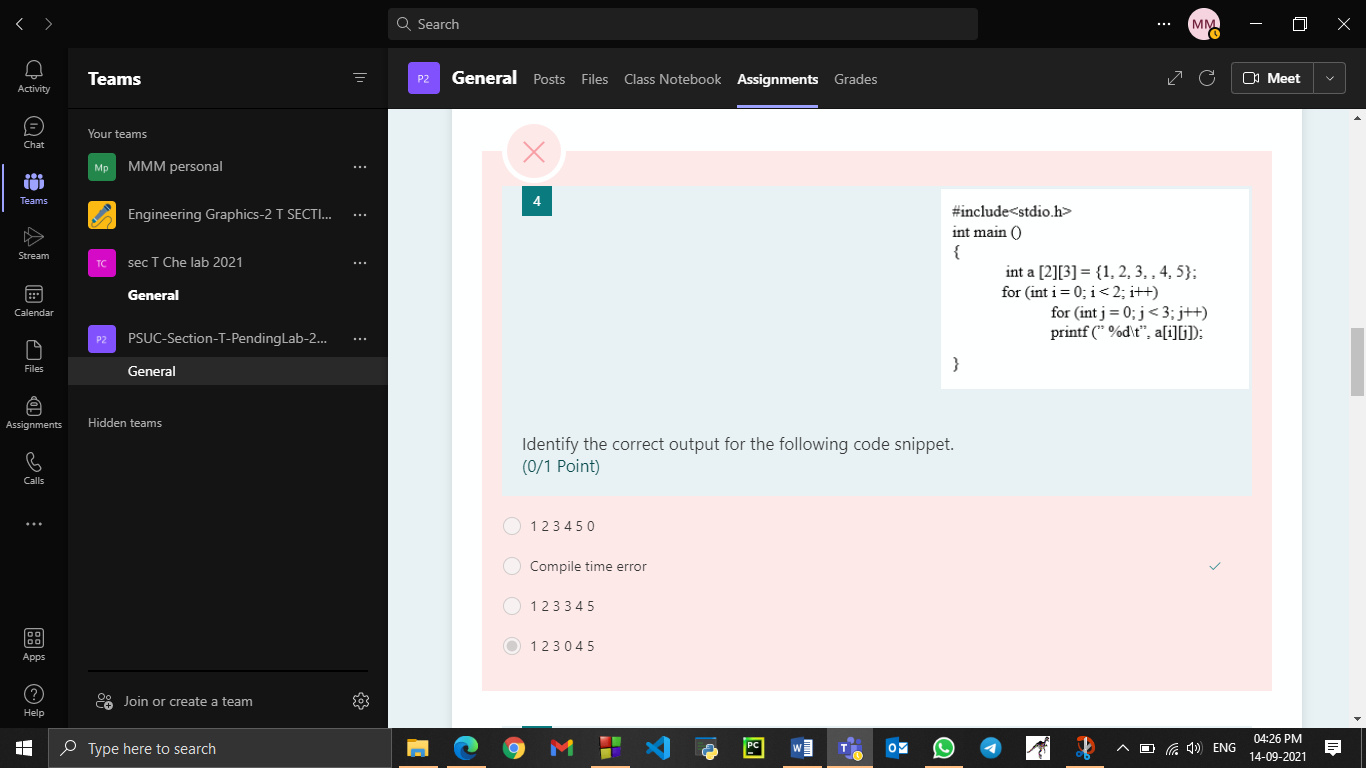 Search
MM
Activity
Chat
Teams
Stream
Calendar
Files
Assignments
Calls
Apps
Help
Teams
Your teams
Mp MMM personal
Engineering Graphics-2 T SECTI...
TC sec T Che lab 2021
General
P2 PSUC-Section-T-PendingLab-2...
General
Hidden teams
Join or create a team
P2 General Posts Files Class Notebook Assignments Grades
Meet
4
#include<stdio.h>
int main ()
{
int a [2][3] = {1, 2, 3, , 4, 5};
for (int i = 0; i < 2; i++)
for (int j = 0; j < 3; j++)
printf (” %d\t”, a[i][j]);
}
Identify the correct output for the following code snippet.
(0/1 Point)
1 2 3 4 5 0
Compile time error
1 2 3 3 4 5
1 2 3 0 4 5
Type here to search
PC
ENG
04:26 PM
14-09-2021